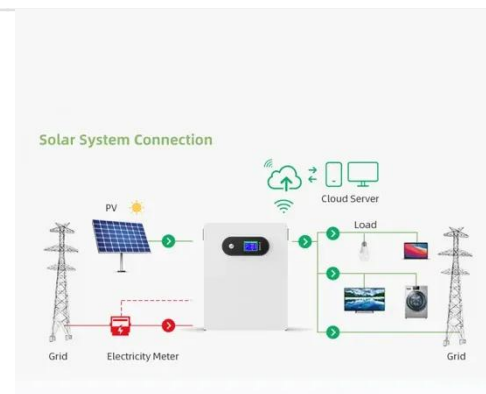 Solar System Connection
Cloud Server
PV
Load
Grid
Electricity Meter
Grid